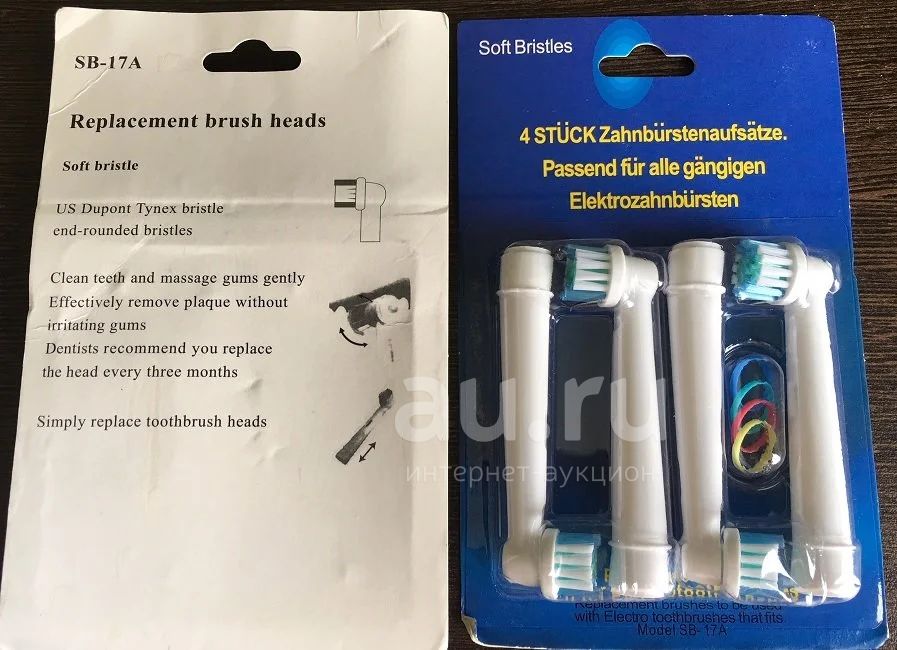 SB-17A
Replacement brush heads
Soft bristle
US Dupont Tynex bristle
end-rounded bristles
Clean teeth and massage gums gently
Effectively remove plaque without
irritating gums
Dentists recommend you replace
the head every three months
Simply replace toothbrush heads
Soft Bristles
4 STÜCK Zahnbürstenaufsätze.
Passend für alle gängigen
Elektrozahnbürsten
Replacement brushes to be used
with Electro toothbrushes that fits.
Model SB-17A
au.ru
интернет-аукцион